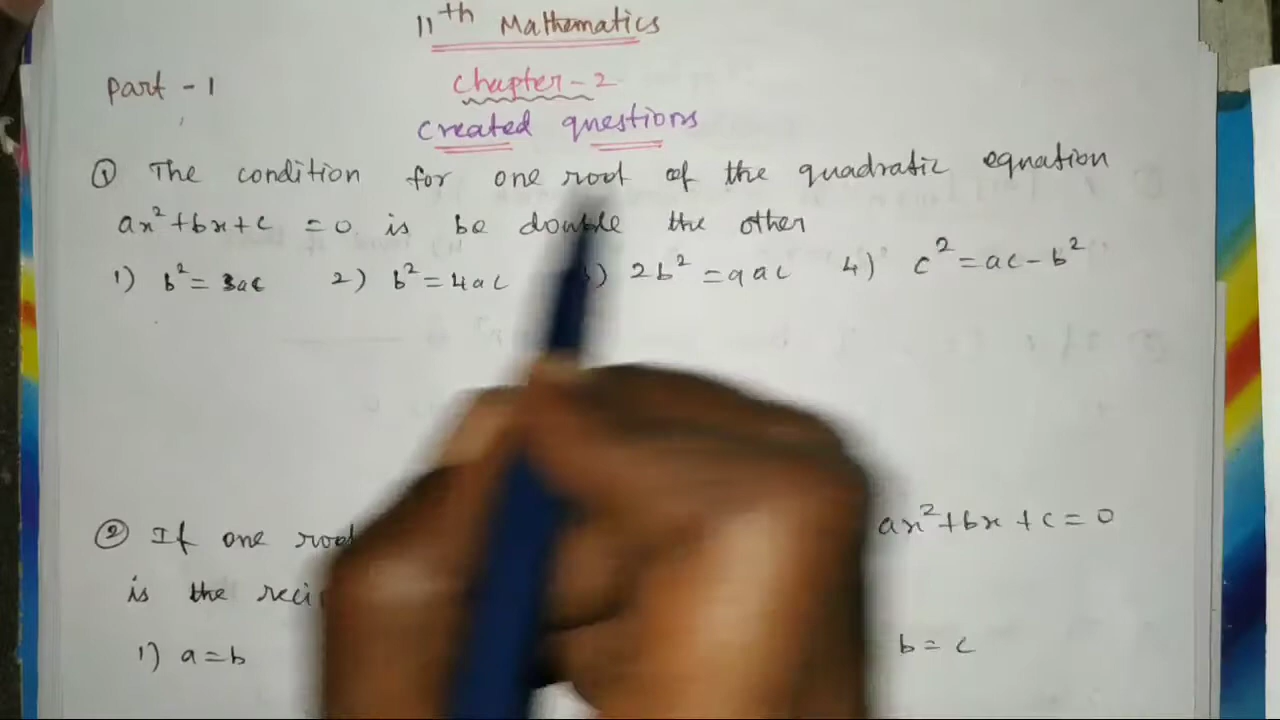 11th Mathematics
Part - 1
Chapter - 2
Created questions
① The condition for one root of the quadratic equation
ax²+bx+c = 0 is be double the other
1) b²=3ac 2) b²=4ac 3) 2b²=9ac 4) c²=ac-b²
② If one root ax²+bx+c=0
is the
1) a=b b=c